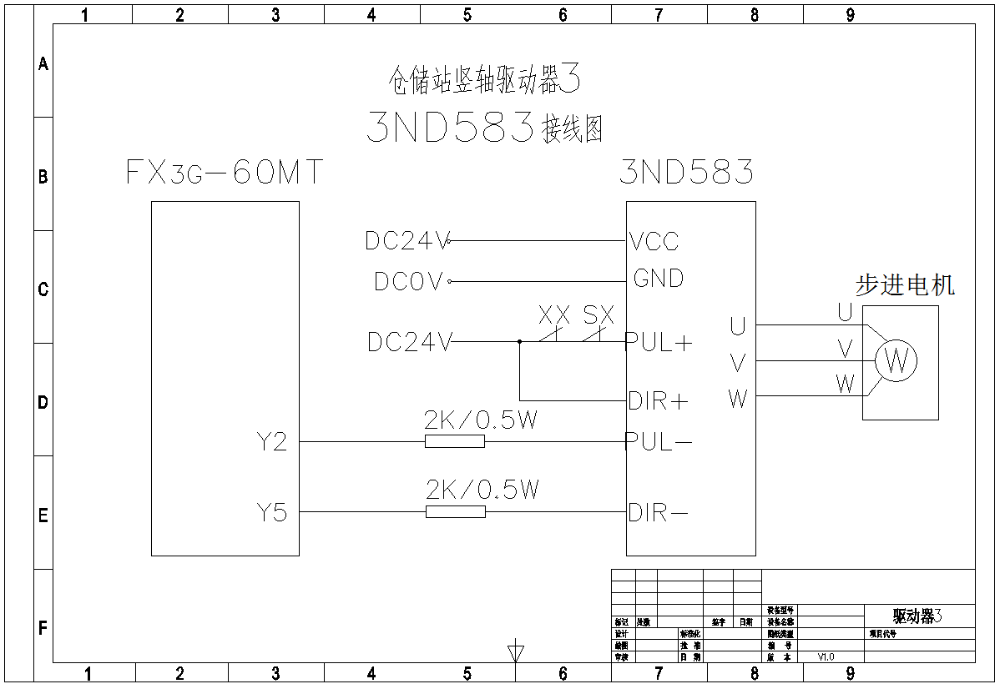 1 2 3 4 5 6 7 8 9
A
仓储站竖轴驱动器3
3ND583接线图
B
FX3G-60MT
3ND583
DC24V
VCC
C
DC0V
GND
步进电机
XX SX
U
U
DC24V
PUL+
V
V
W
D
W
W
DIR+
2K/0.5W
Y2
PUL-
2K/0.5W
E
Y5
DIR-
F
设备型号
标记 处数 签字 日期
设备名称
驱动器3
设计 标准化
图纸类型
项目代号
绘图 批 准
编 号
审核 日 期
版 本 V1.0
1 2 3 4 5 6 7 8 9